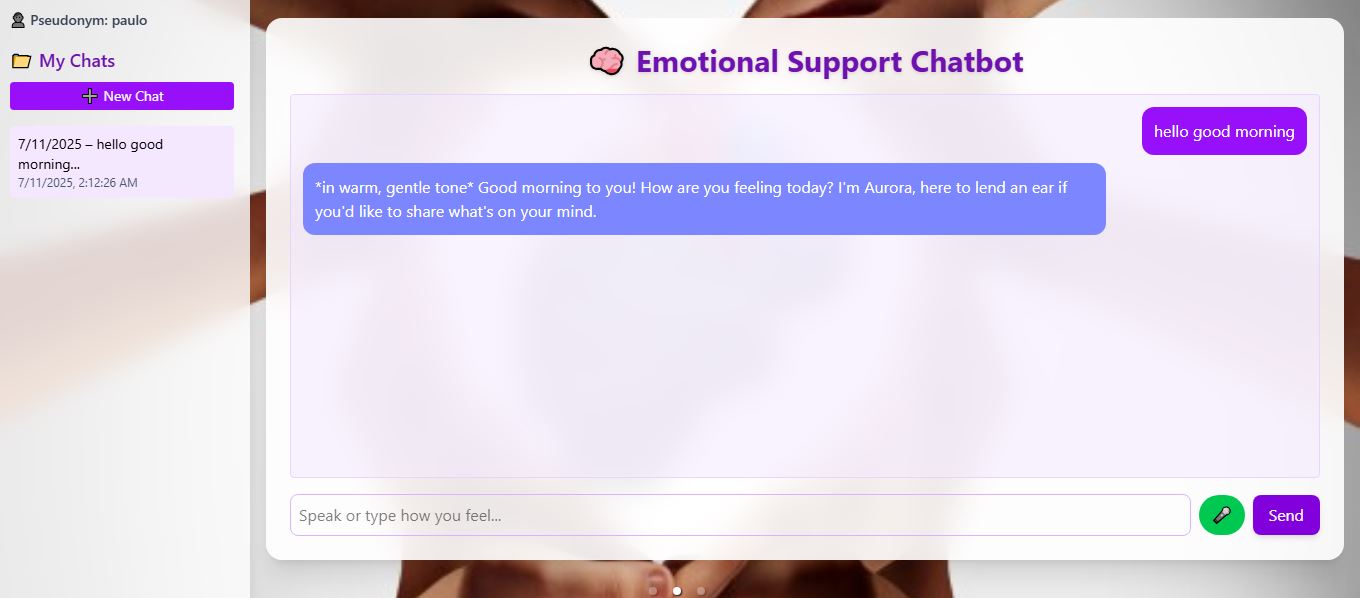 Pseudonym: paulo
My Chats
New Chat
7/11/2025 – hello good
morning...
7/11/2025, 2:12:26 AM
Emotional Support Chatbot
hello good morning
*in warm, gentle tone* Good morning to you! How are you feeling today? I'm Aurora, here to lend an ear if
you'd like to share what's on your mind.
Speak or type how you feel...
Send